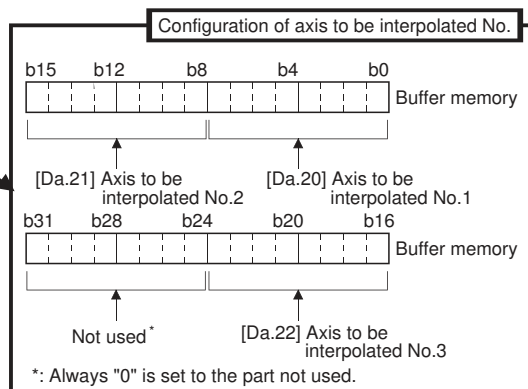 Configuration of axis to be interpolated No.
b15 b12 b8 b4 b0
Buffer memory
[Da.21] Axis to be interpolated No.2
[Da.20] Axis to be interpolated No.1
b31 b28 b24 b20 b16
Buffer memory
Not used*
[Da.22] Axis to be interpolated No.3
*: Always "0" is set to the part not used.